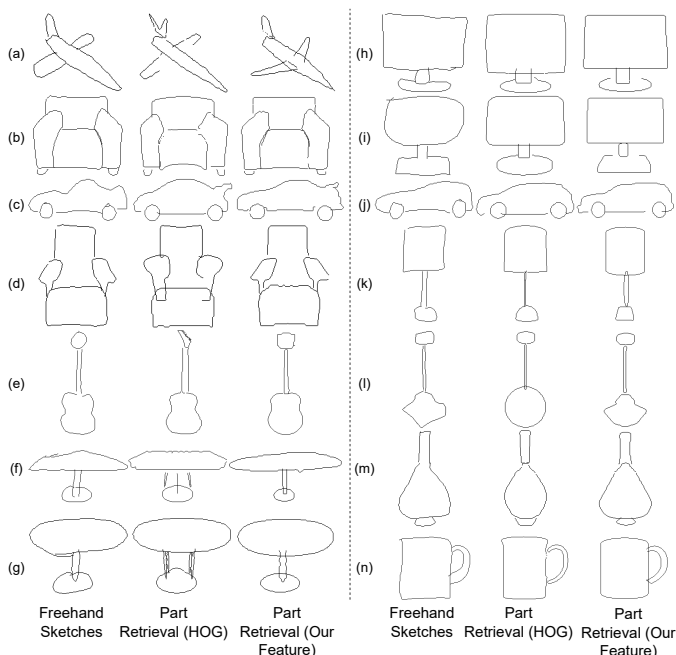 (a)
(b)
(c)
(d)
(e)
(f)
(g)
Freehand Sketches
Part Retrieval (HOG)
Part Retrieval (Our Feature)
(h)
(i)
(j)
(k)
(l)
(m)
(n)
Freehand Sketches
Part Retrieval (HOG)
Part Retrieval (Our Feature)